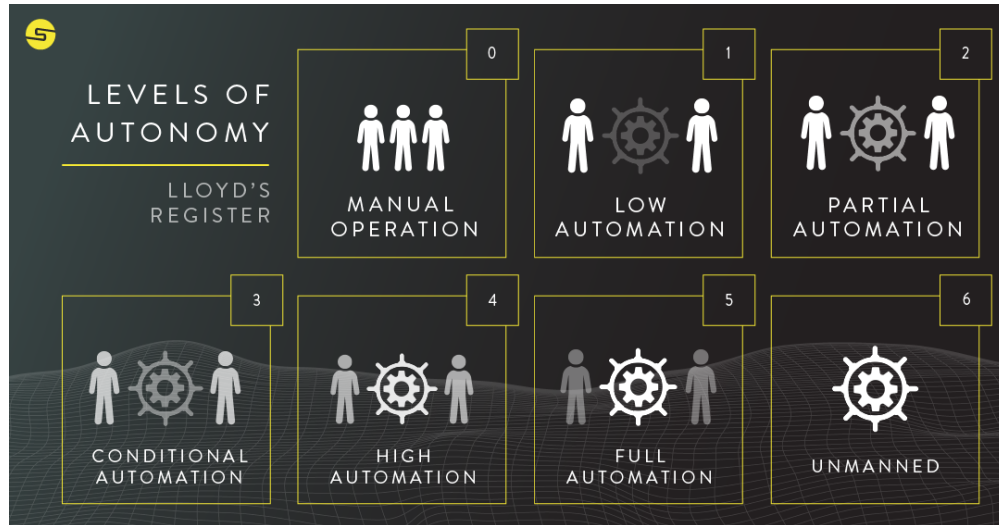 LEVELS OF
AUTONOMY
LLOYD'S
REGISTER
0
MANUAL
OPERATION
1
LOW
AUTOMATION
2
PARTIAL
AUTOMATION
3
CONDITIONAL
AUTOMATION
4
HIGH
AUTOMATION
5
FULL
AUTOMATION
6
UNMANNED